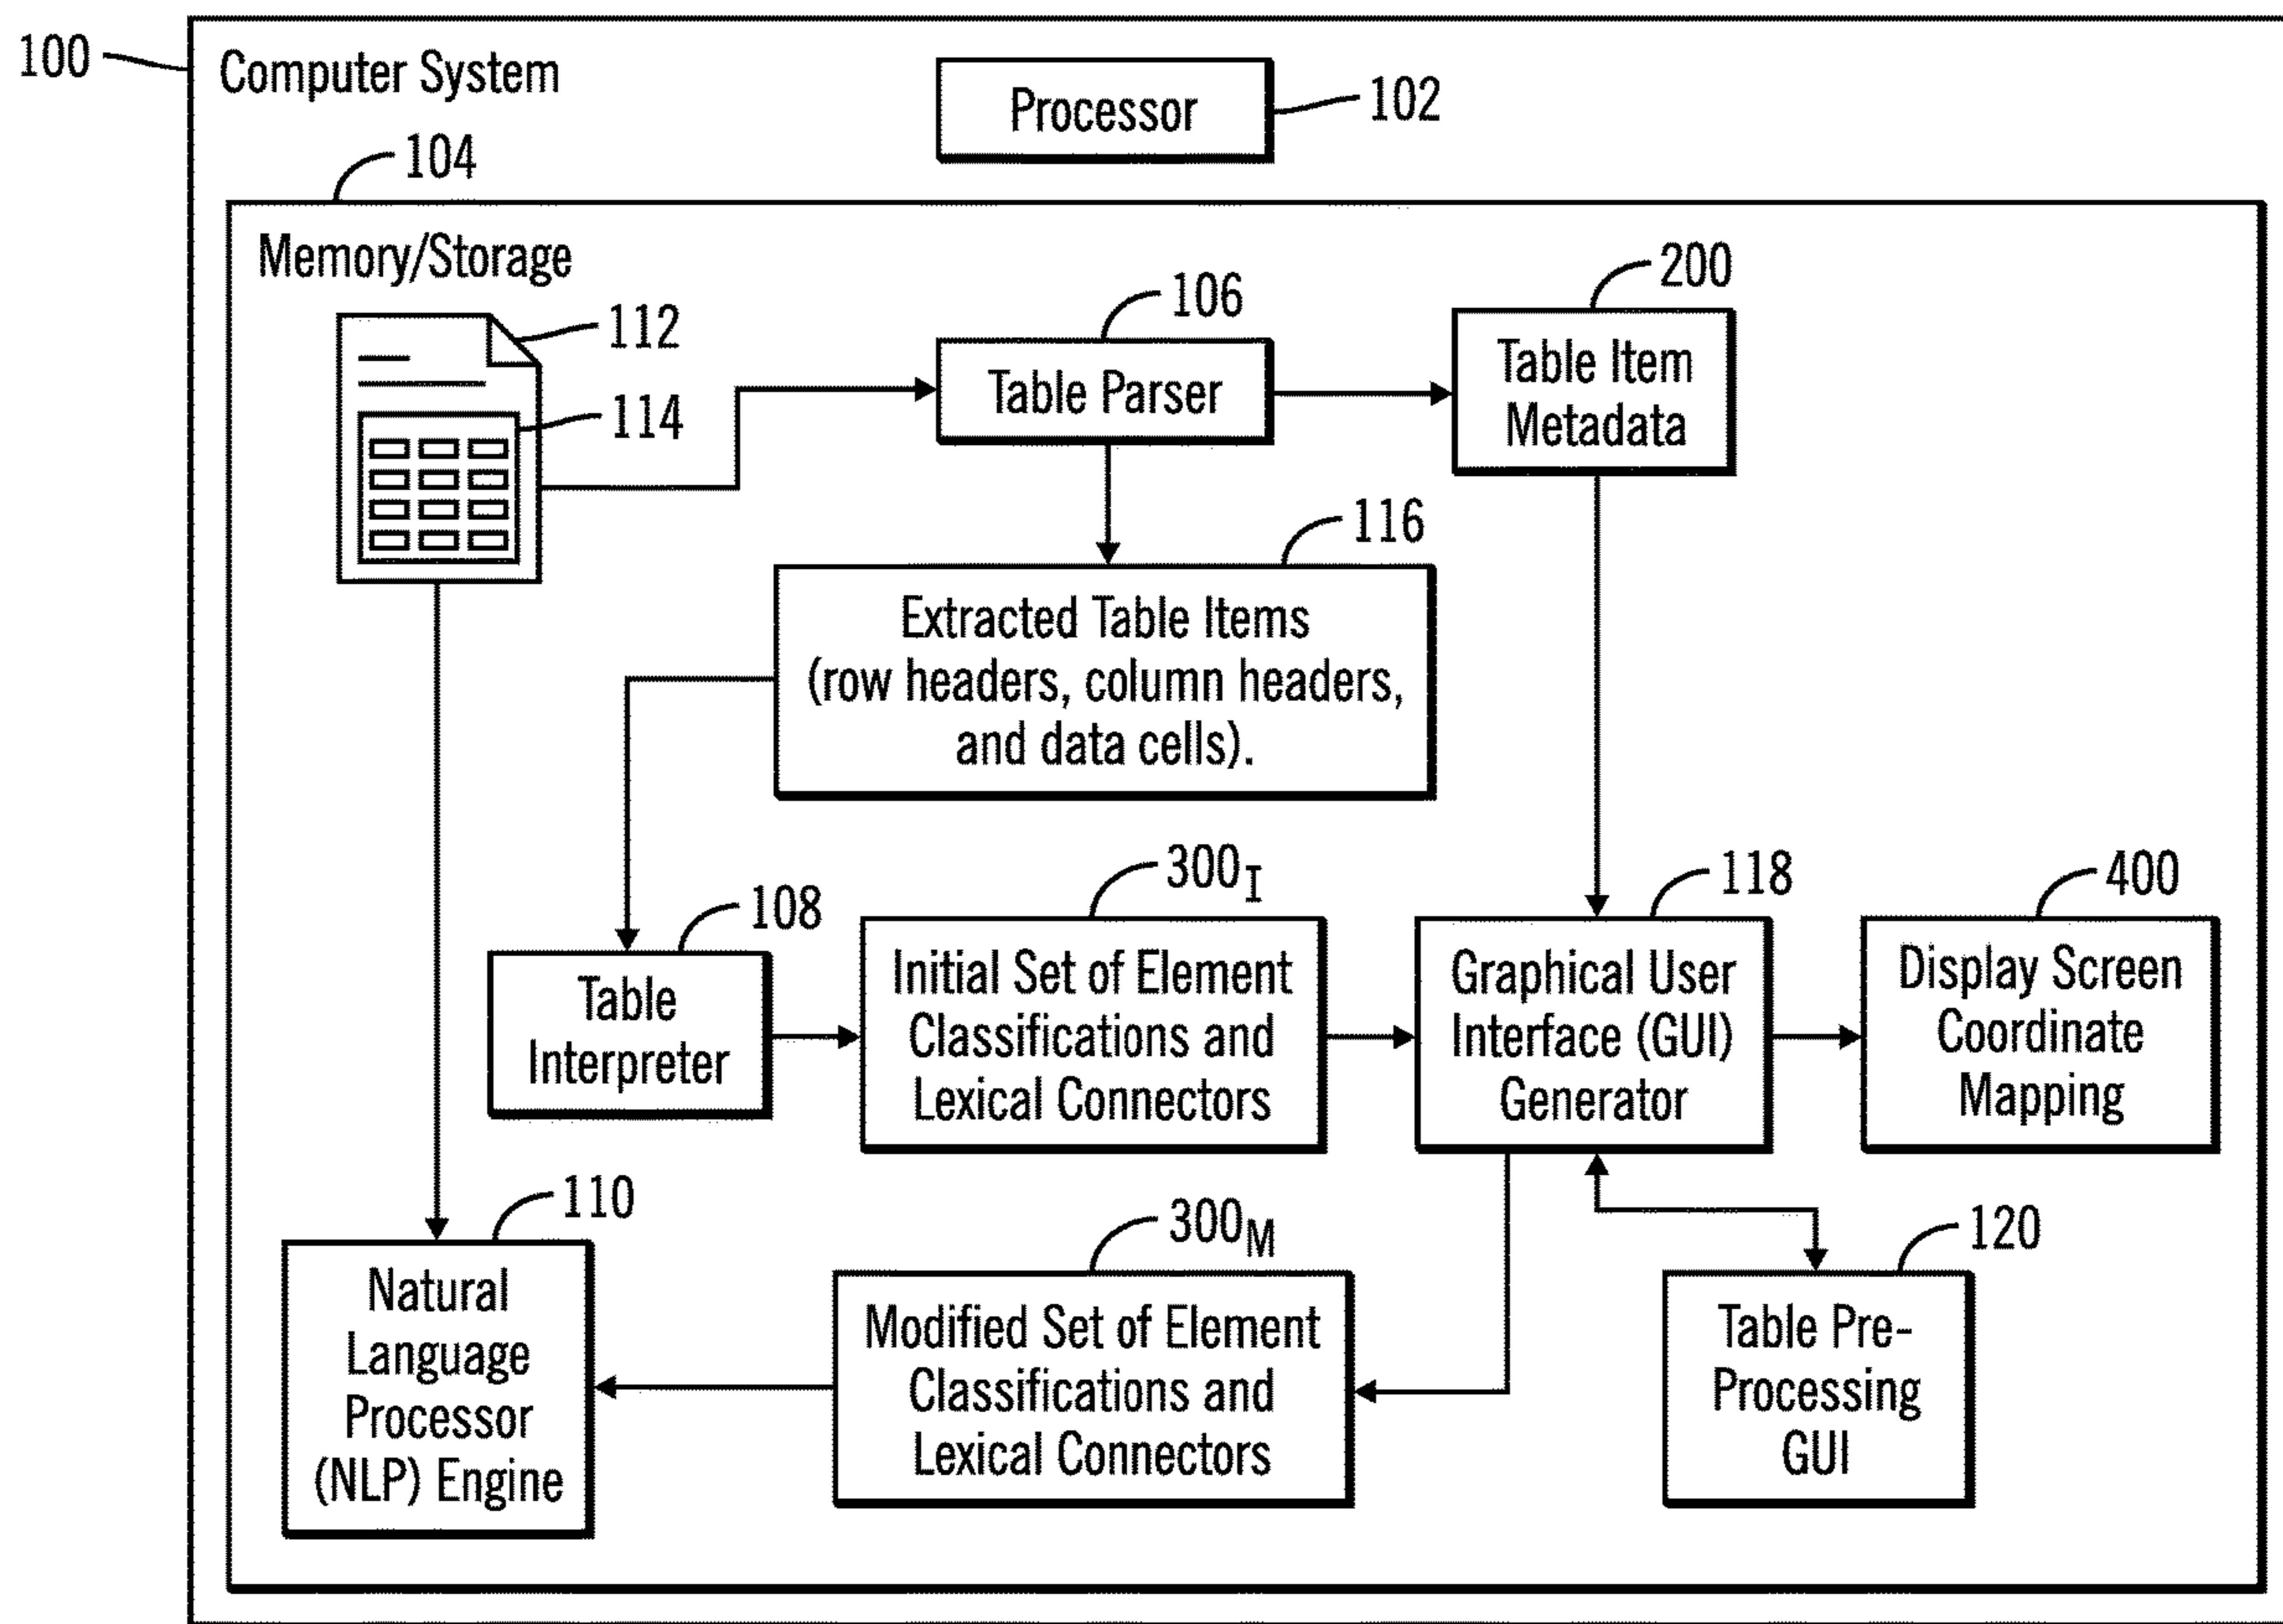 100
Computer System
Processor
102
104
Memory/Storage
112
114
106
Table Parser
200
Table Item
Metadata
116
Extracted Table Items
(row headers, column headers,
and data cells).
108
Table
Interpreter
300I
Initial Set of Element
Classifications and
Lexical Connectors
118
Graphical User
Interface (GUI)
Generator
400
Display Screen
Coordinate
Mapping
110
Natural
Language
Processor
(NLP) Engine
300M
Modified Set of Element
Classifications and
Lexical Connectors
120
Table Pre-
Processing
GUI